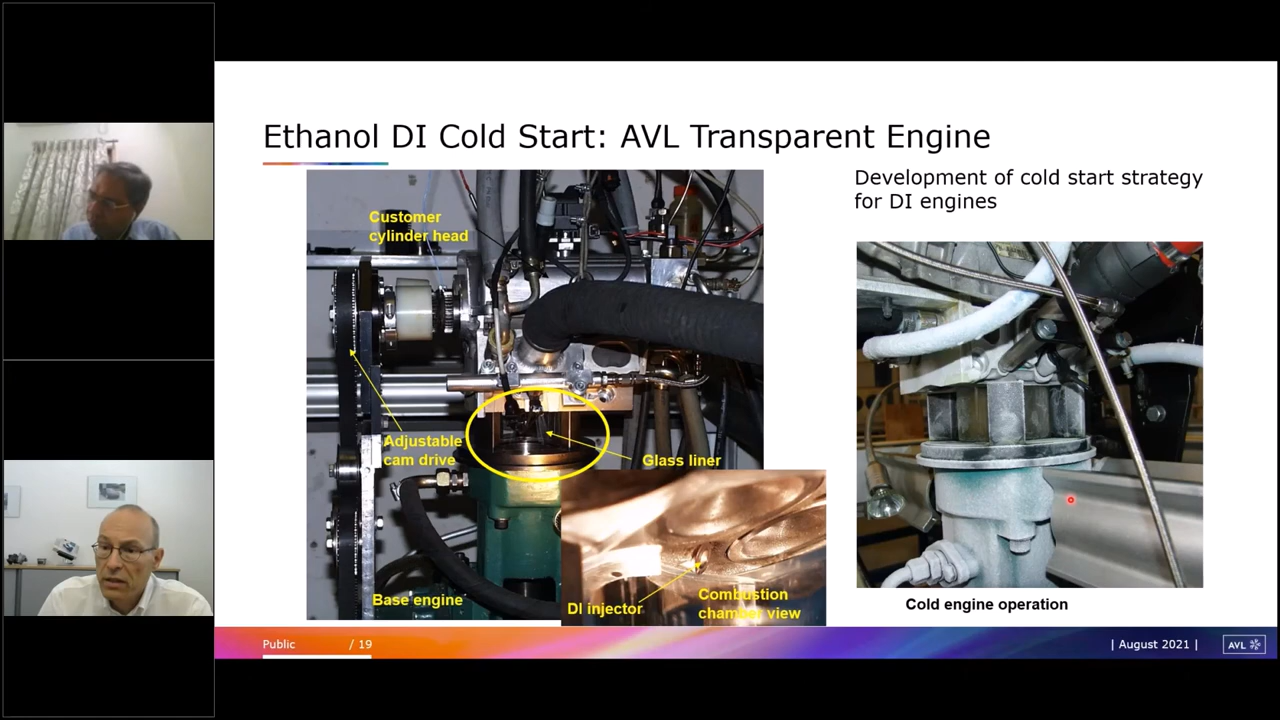 Ethanol DI Cold Start: AVL Transparent Engine
Development of cold start strategy
for DI engines
Customer
cylinder head
Adjustable
cam drive
Glass liner
Base engine
DI injector
Combustion
chamber view
Cold engine operation
Public
/ 19
| August 2021 |
AVL